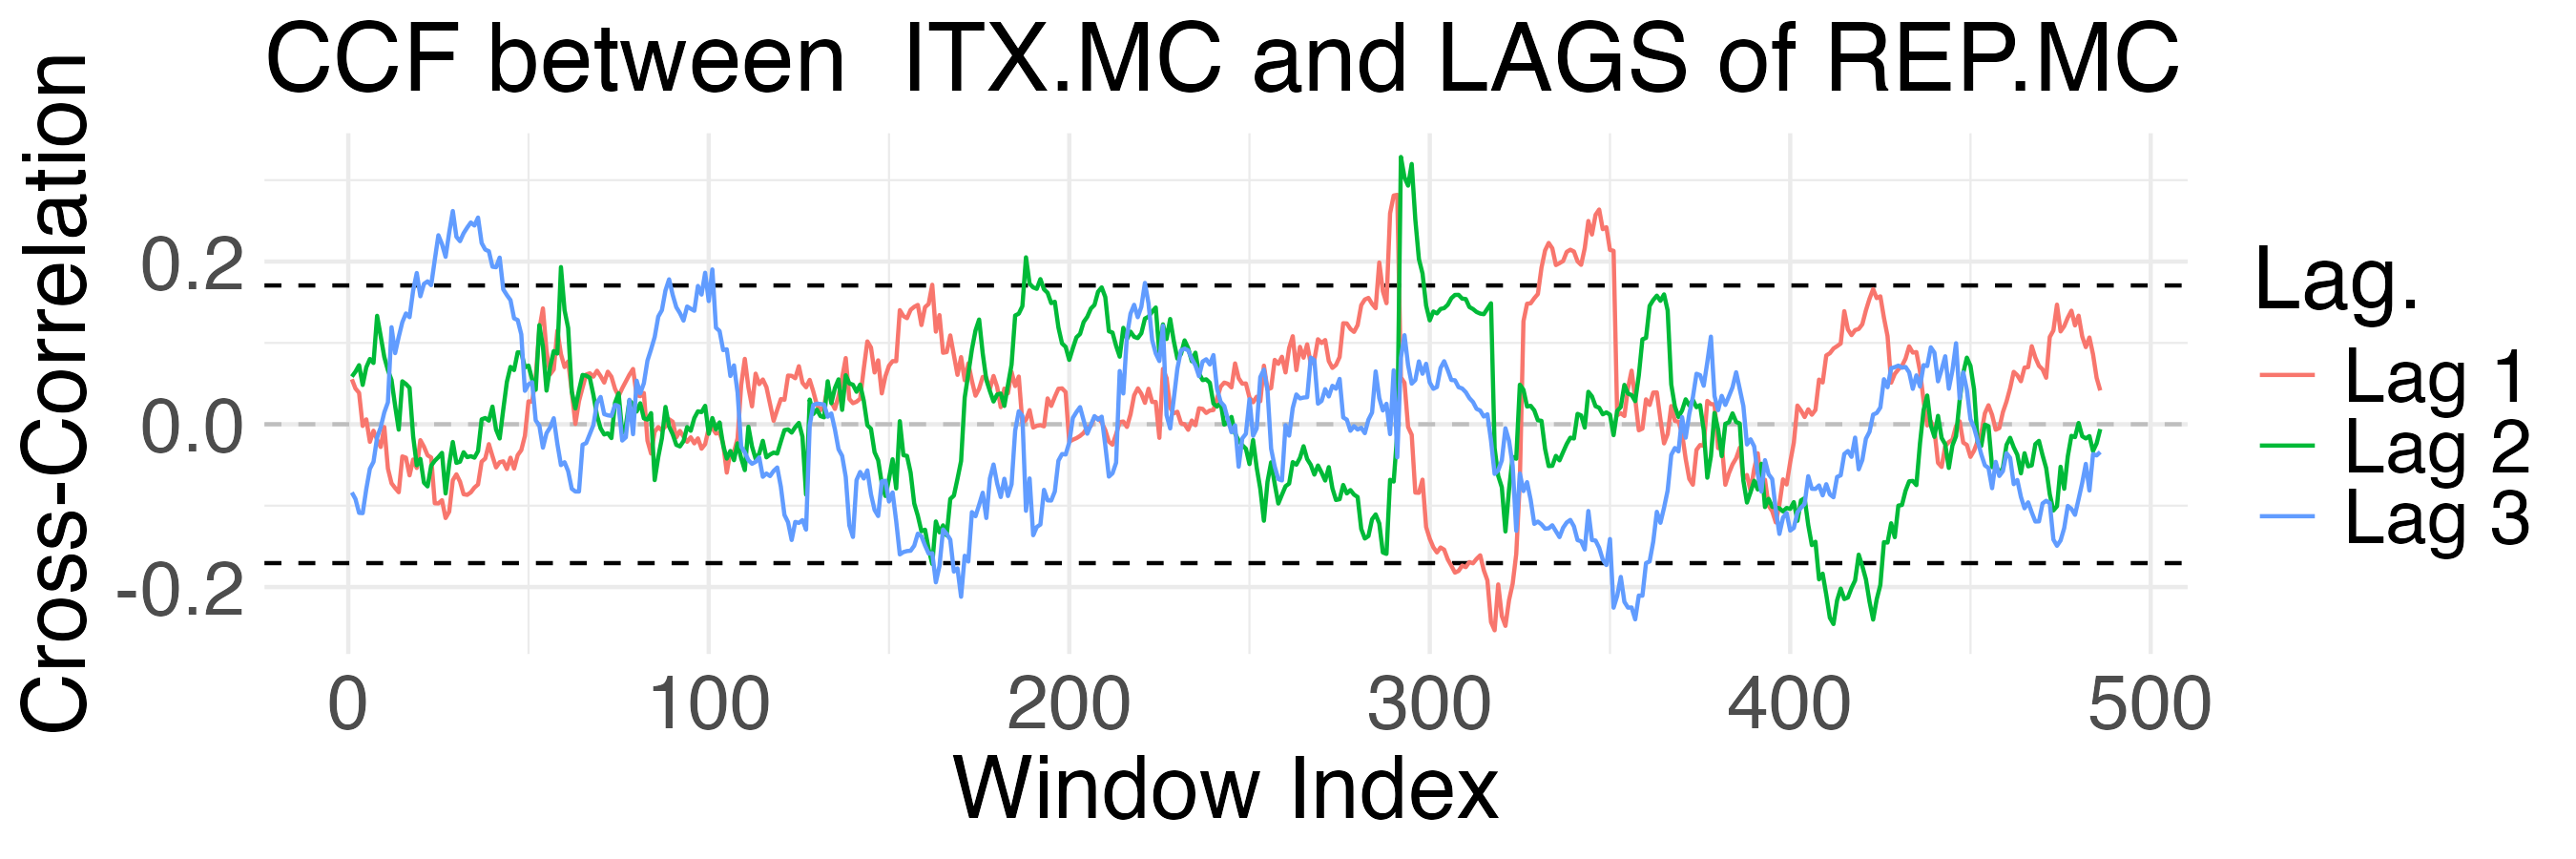 CCF between ITX.MC and LAGS of REP.MC
Cross-Correlation
0.2
0.0
-0.2
0 100 200 300 400 500
Window Index
Lag.
Lag 1
Lag 2
Lag 3